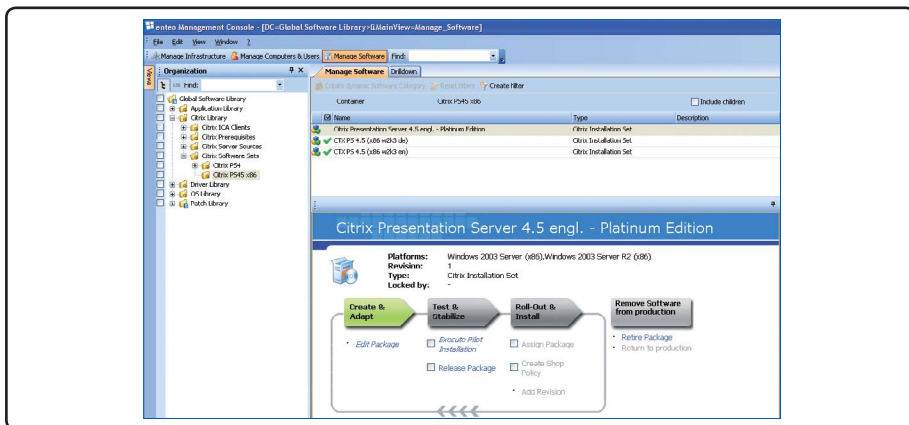 enteo Management Console - [DC=Global Software Library>&MainView=Manage_Software]
File Edit View Window ?
Manage Infrastructure Manage Computers & Users Manage Software Find:
Views
Organization
Find:
Global Software Library
Application Library
Citrix Library
Citrix ICA Clients
Citrix Prerequisites
Citrix Server Sources
Citrix Software Sets
Citrix PS4
Citrix PS45 x86
Driver Library
OS Library
Patch Library
Manage Software Drilldown
Create dynamic Software Category Reset filters Create filter
Container Citrix PS45 x86 Include children
Name Type Description
Citrix Presentation Server 4.5 engl. - Platinum Edition Citrix Installation Set
CTX PS 4.5 (x86 w2k3 de) Citrix Installation Set
CTX PS 4.5 (x86 w2k3 en) Citrix Installation Set
Citrix Presentation Server 4.5 engl. - Platinum Edition
Platforms: Windows 2003 Server (x86),Windows 2003 Server R2 (x86)
Revision: 1
Type: Citrix Installation Set
Locked by: -
Create & Adapt
Edit Package
Test & Stabilize
Execute Pilot Installation
Release Package
Roll-Out & Install
Assign Package
Create Shop Policy
Add Revision
Remove Software from production
Retire Package
Return to production